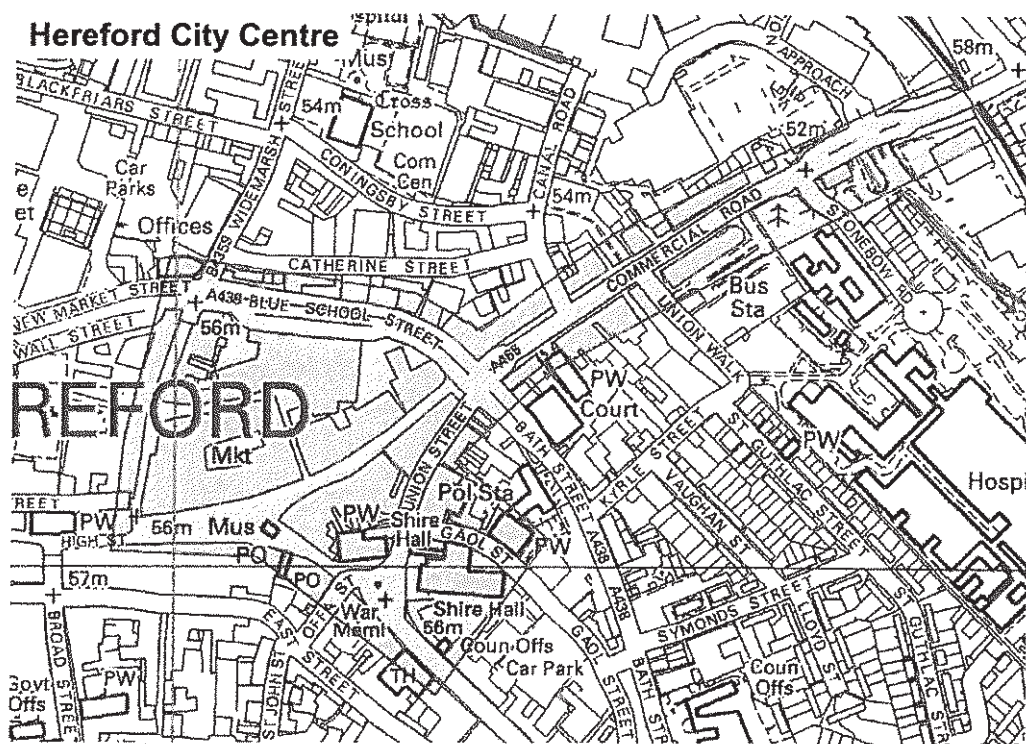 Hereford City Centre
Mus
58m
APPROACH
BLACKFRIARS STREET
54m
Cross
School
CANAL ROAD
52m
Car
Parks
WIDEMARSH STREET
CONINGSBY STREET
Com
Cen
54m
Offices
COMMERCIAL ROAD
STONEBOW RD
CATHERINE STREET
Bus
Sta
NEW MARKET STREET
A438 BLUE SCHOOL STREET
UNION WALK
WALL STREET
56m
A465
REFORD
PW
Court
Mkt
UNION STREET
BATH STREET A438
KYRLE STREET
ST GUTHLAC STREET
PW
Hospi
VAUGHAN ST
Pol Sta
REET
PW
HIGH ST
56m
Mus
PW
Shire
Hall
GAOL ST
PW
PO
PO
57m
War
Meml
Shire Hall
56m
A438
SYMONDS STREET
LLOYD ST
ST GUTHLAC ST
BROAD STREET
Coun Offs
Car Park
GAOL STREET
BATH STR
Coun
Offs
Govt
Offs
PW
ST JOHN ST
TH